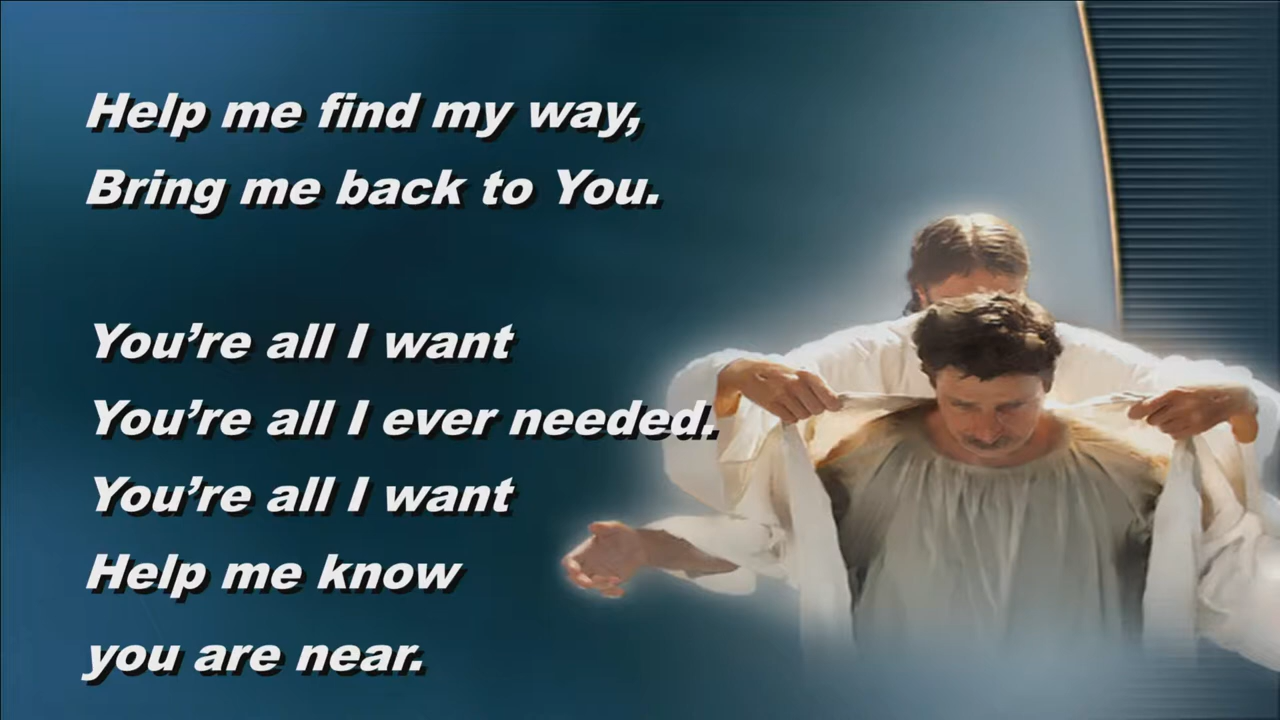 Help me find my way,
Bring me back to You.
You’re all I want
You’re all I ever needed.
You’re all I want
Help me know
you are near.